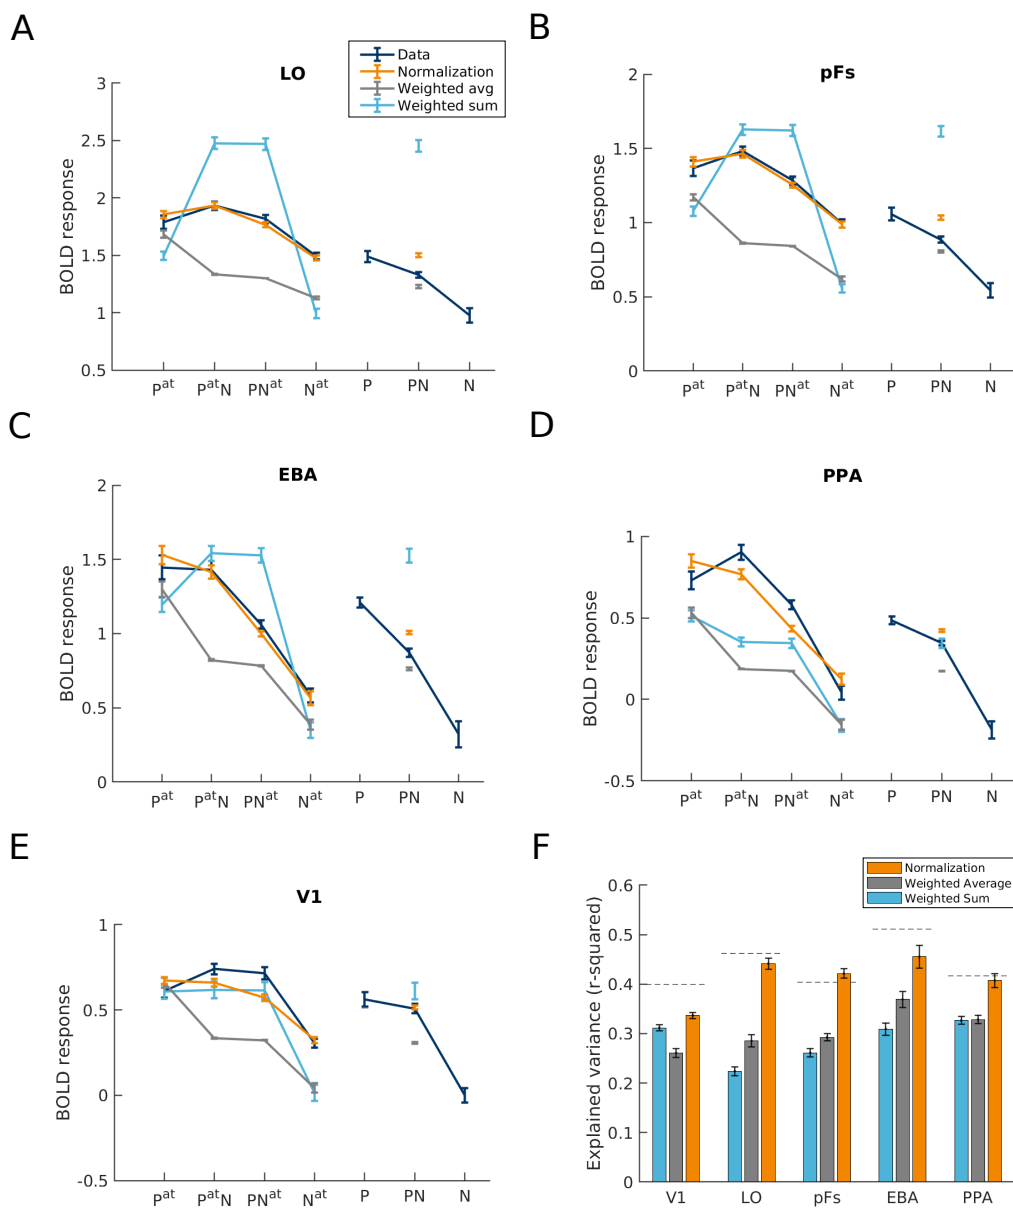 A
LO
Data
Normalization
Weighted avg
Weighted sum
BOLD response
3
2.5
2
1.5
1
0.5
Pᵃᵗ PᵃᵗN PNᵃᵗ Nᵃᵗ P PN N
B
pFs
BOLD response
2
1.5
1
0.5
0
Pᵃᵗ PᵃᵗN PNᵃᵗ Nᵃᵗ P PN N
C
EBA
BOLD response
2
1.5
1
0.5
0
Pᵃᵗ PᵃᵗN PNᵃᵗ Nᵃᵗ P PN N
D
PPA
BOLD response
1
0.5
0
-0.5
Pᵃᵗ PᵃᵗN PNᵃᵗ Nᵃᵗ P PN N
E
V1
BOLD response
1
0.5
0
-0.5
Pᵃᵗ PᵃᵗN PNᵃᵗ Nᵃᵗ P PN N
F
Normalization
Weighted Average
Weighted Sum
Explained variance (r-squared)
0.6
0.5
0.4
0.3
0.2
0.1
0
V1 LO pFs EBA PPA